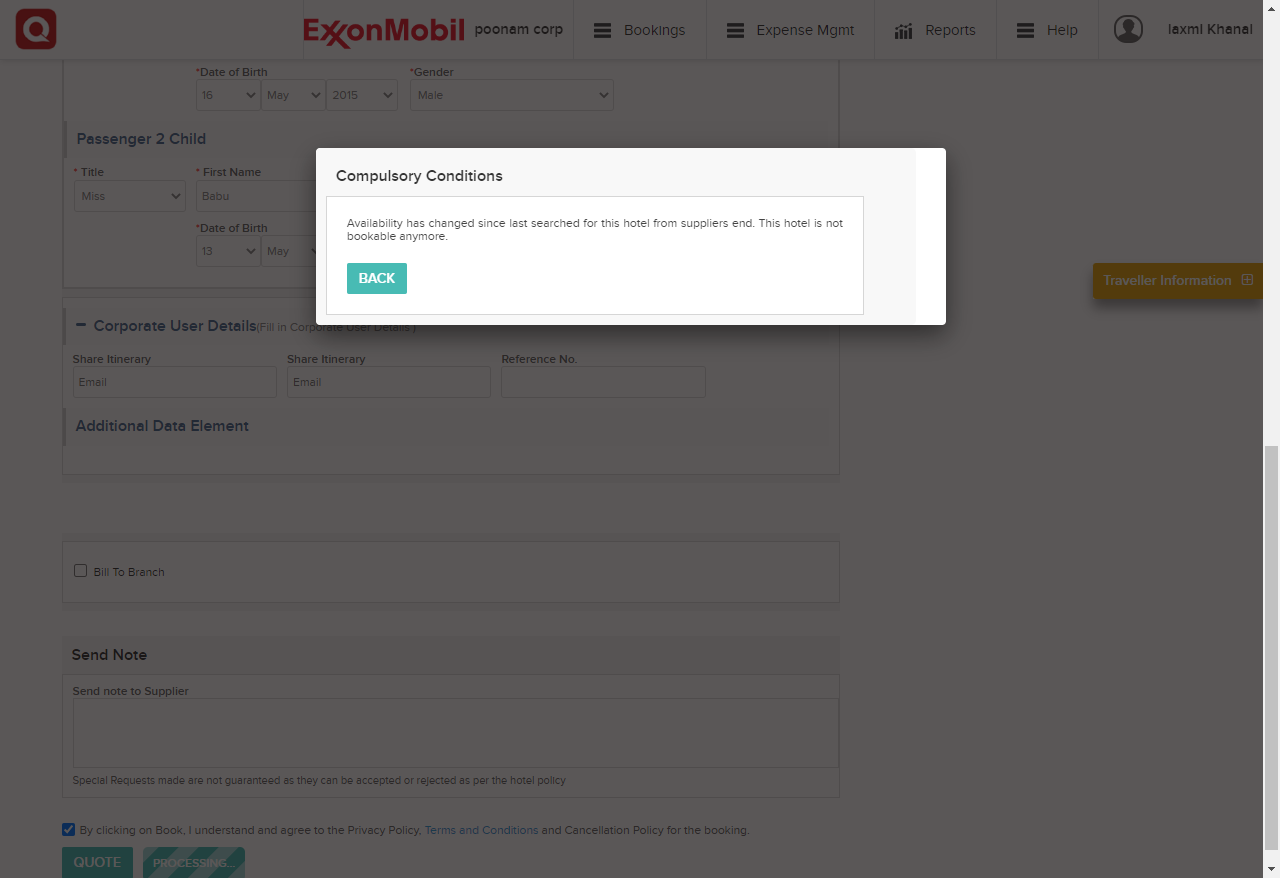 Q ExxonMobil poonam corp Bookings Expense Mgmt Reports Help laxmi Khanal
*Date of Birth *Gender
16 May 2015 Male
Passenger 2 Child
* Title * First Name
Miss Babu
*Date of Birth
13 May
Compulsory Conditions
Availability has changed since last searched for this hotel from suppliers end. This hotel is not
bookable anymore.
BACK
Traveller Information
Corporate User Details(Fill in Corporate User Details )
Share Itinerary Share Itinerary Reference No.
Email Email
Additional Data Element
Bill To Branch
Send Note
Send note to Supplier
Special Requests made are not guaranteed as they can be accepted or rejected as per the hotel policy
By clicking on Book, I understand and agree to the Privacy Policy, Terms and Conditions and Cancellation Policy for the booking.
QUOTE PROCESSING...